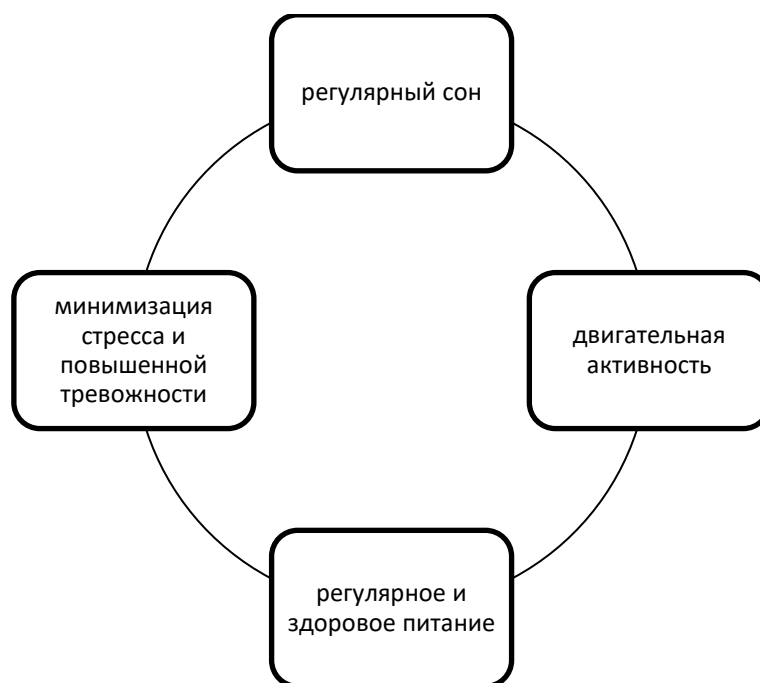 регулярный сон
двигательная
активность
регулярное и
здоровое питание
минимизация
стресса и
повышенной
тревожности